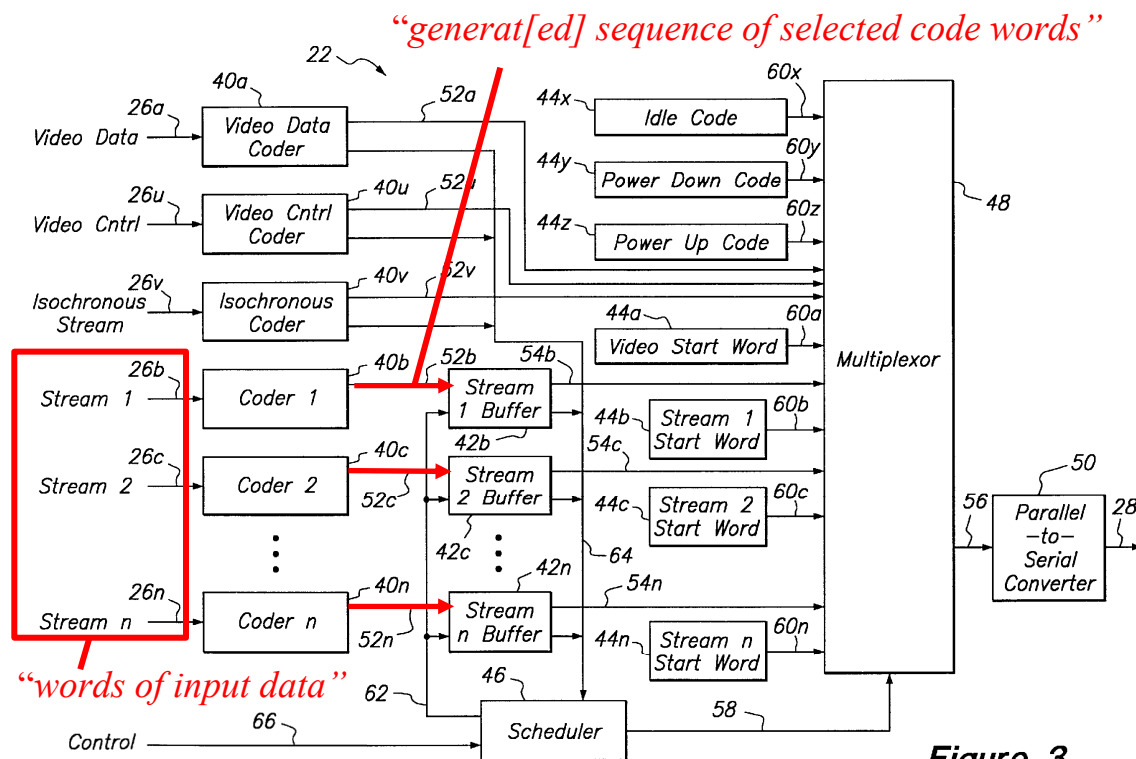 “generat[ed] sequence of selected code words”
22
40a
52a
60x
26a
44x
Idle Code
Video Data
Video Data
Coder
44y
60y
Power Down Code
48
26u
40u
52u
60z
Video Cntrl
Video Cntrl
Coder
44z
Power Up Code
26v
40v
52v
Isochronous
Stream
Isochronous
Coder
44a
60a
Video Start Word
Multiplexor
26b
40b
52b
54b
Stream 1
Coder 1
Stream
1 Buffer
44b
Stream 1
Start Word
60b
42b
26c
40c
54c
Stream 2
Coder 2
52c
Stream
2 Buffer
44c
Stream 2
Start Word
60c
50
42c
56
Parallel
-to-
Serial
Converter
28
64
26n
40n
42n
54n
Stream n
Coder n
52n
Stream
n Buffer
44n
Stream n
Start Word
60n
“words of input data”
62
46
58
66
Control
Scheduler
Figure 3